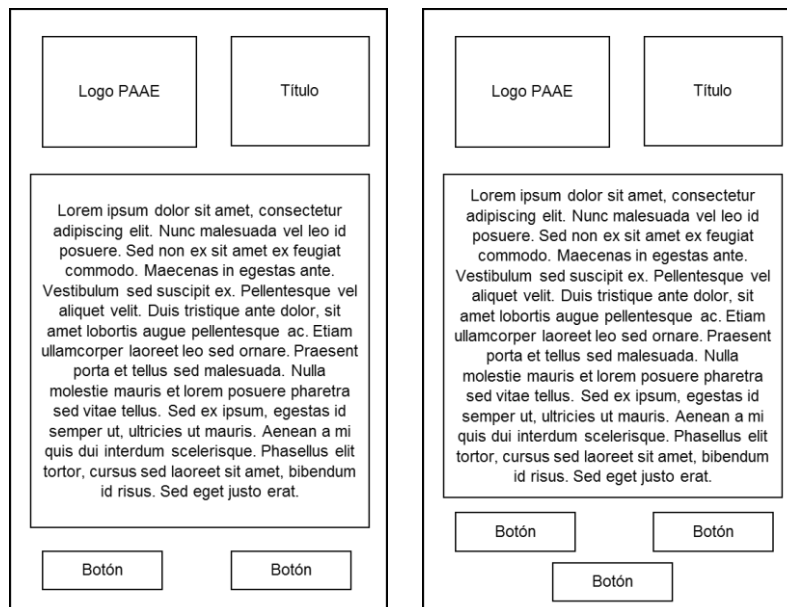 Logo PAAE
Título
Lorem ipsum dolor sit amet, consectetur
adipiscing elit. Nunc malesuada vel leo id
posuere. Sed non ex sit amet ex feugiat
commodo. Maecenas in egestas ante.
Vestibulum sed suscipit ex. Pellentesque vel
aliquet velit. Duis tristique ante dolor, sit
amet lobortis augue pellentesque ac. Etiam
ullamcorper laoreet leo sed ornare. Praesent
porta et tellus sed malesuada. Nulla
molestie mauris et lorem posuere pharetra
sed vitae tellus. Sed ex ipsum, egestas id
semper ut, ultricies ut mauris. Aenean a mi
quis dui interdum scelerisque. Phasellus elit
tortor, cursus sed laoreet sit amet, bibendum
id risus. Sed eget justo erat.
Botón
Botón
Logo PAAE
Título
Lorem ipsum dolor sit amet, consectetur
adipiscing elit. Nunc malesuada vel leo id
posuere. Sed non ex sit amet ex feugiat
commodo. Maecenas in egestas ante.
Vestibulum sed suscipit ex. Pellentesque vel
aliquet velit. Duis tristique ante dolor, sit
amet lobortis augue pellentesque ac. Etiam
ullamcorper laoreet leo sed ornare. Praesent
porta et tellus sed malesuada. Nulla
molestie mauris et lorem posuere pharetra
sed vitae tellus. Sed ex ipsum, egestas id
semper ut, ultricies ut mauris. Aenean a mi
quis dui interdum scelerisque. Phasellus elit
tortor, cursus sed laoreet sit amet, bibendum
id risus. Sed eget justo erat.
Botón
Botón
Botón